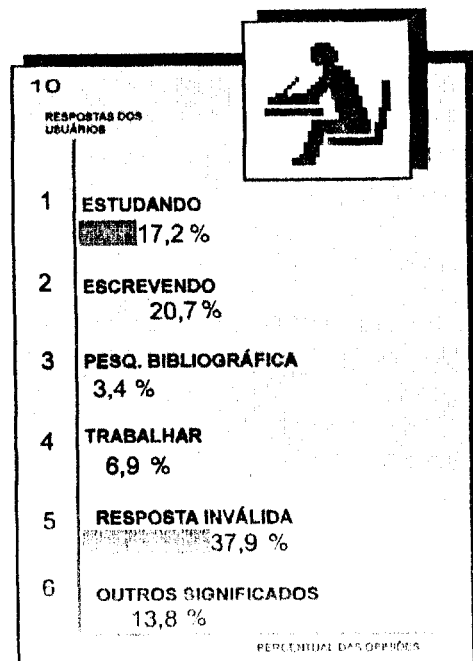 10
RESPOSTAS DOS
USUÁRIOS
1 ESTUDANDO
17,2 %
2 ESCREVENDO
20,7 %
3 PESQ. BIBLIOGRÁFICA
3,4 %
4 TRABALHAR
6,9 %
5 RESPOSTA INVÁLIDA
37,9 %
6 OUTROS SIGNIFICADOS
13,8 %
PERCENTUAL DAS OPINIÕES